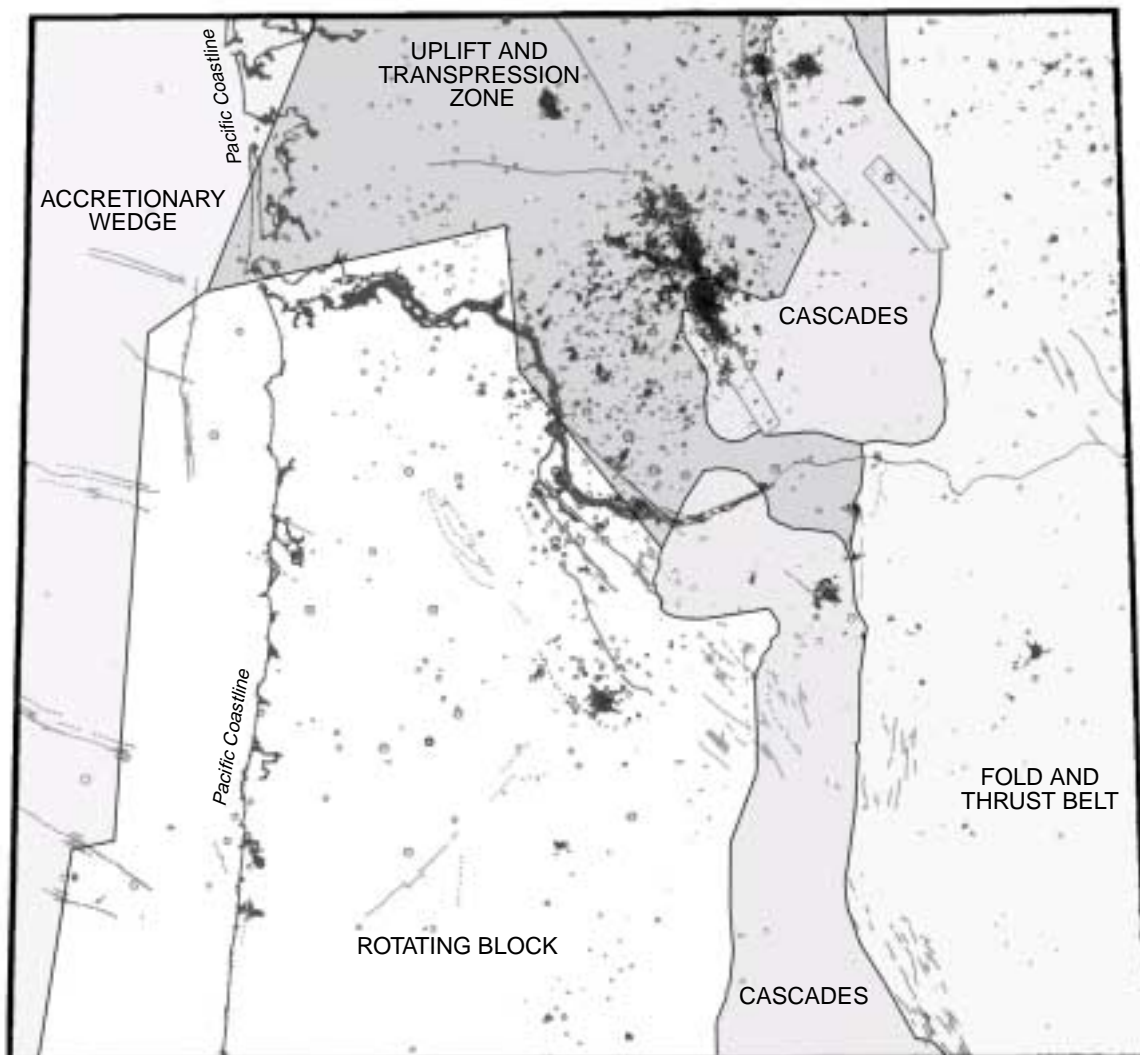 UPLIFT AND
TRANSPRESSION
ZONE
Pacific Coastline
ACCRETIONARY
WEDGE
CASCADES
Pacific Coastline
FOLD AND
THRUST BELT
ROTATING BLOCK
CASCADES